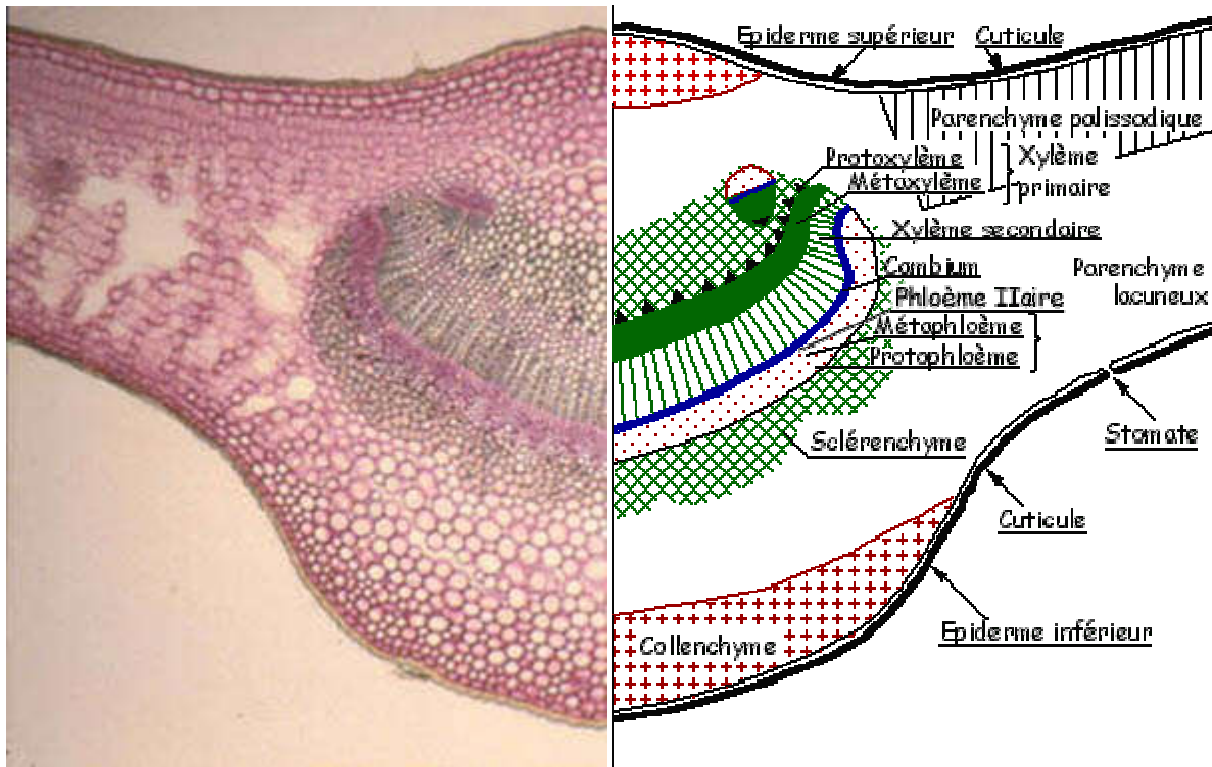 Epiderme supérieur
Cuticule
Parenchyme palissadique
Protoxylème
Métaxylème
Xylème
primaire
Xylème secondaire
Cambium
Parenchyme
lacuneux
Phloème IIaire
Métaphloème
Protophloème
Sclérenchyme
Stomate
Cuticule
Epiderme inférieur
Collenchyme